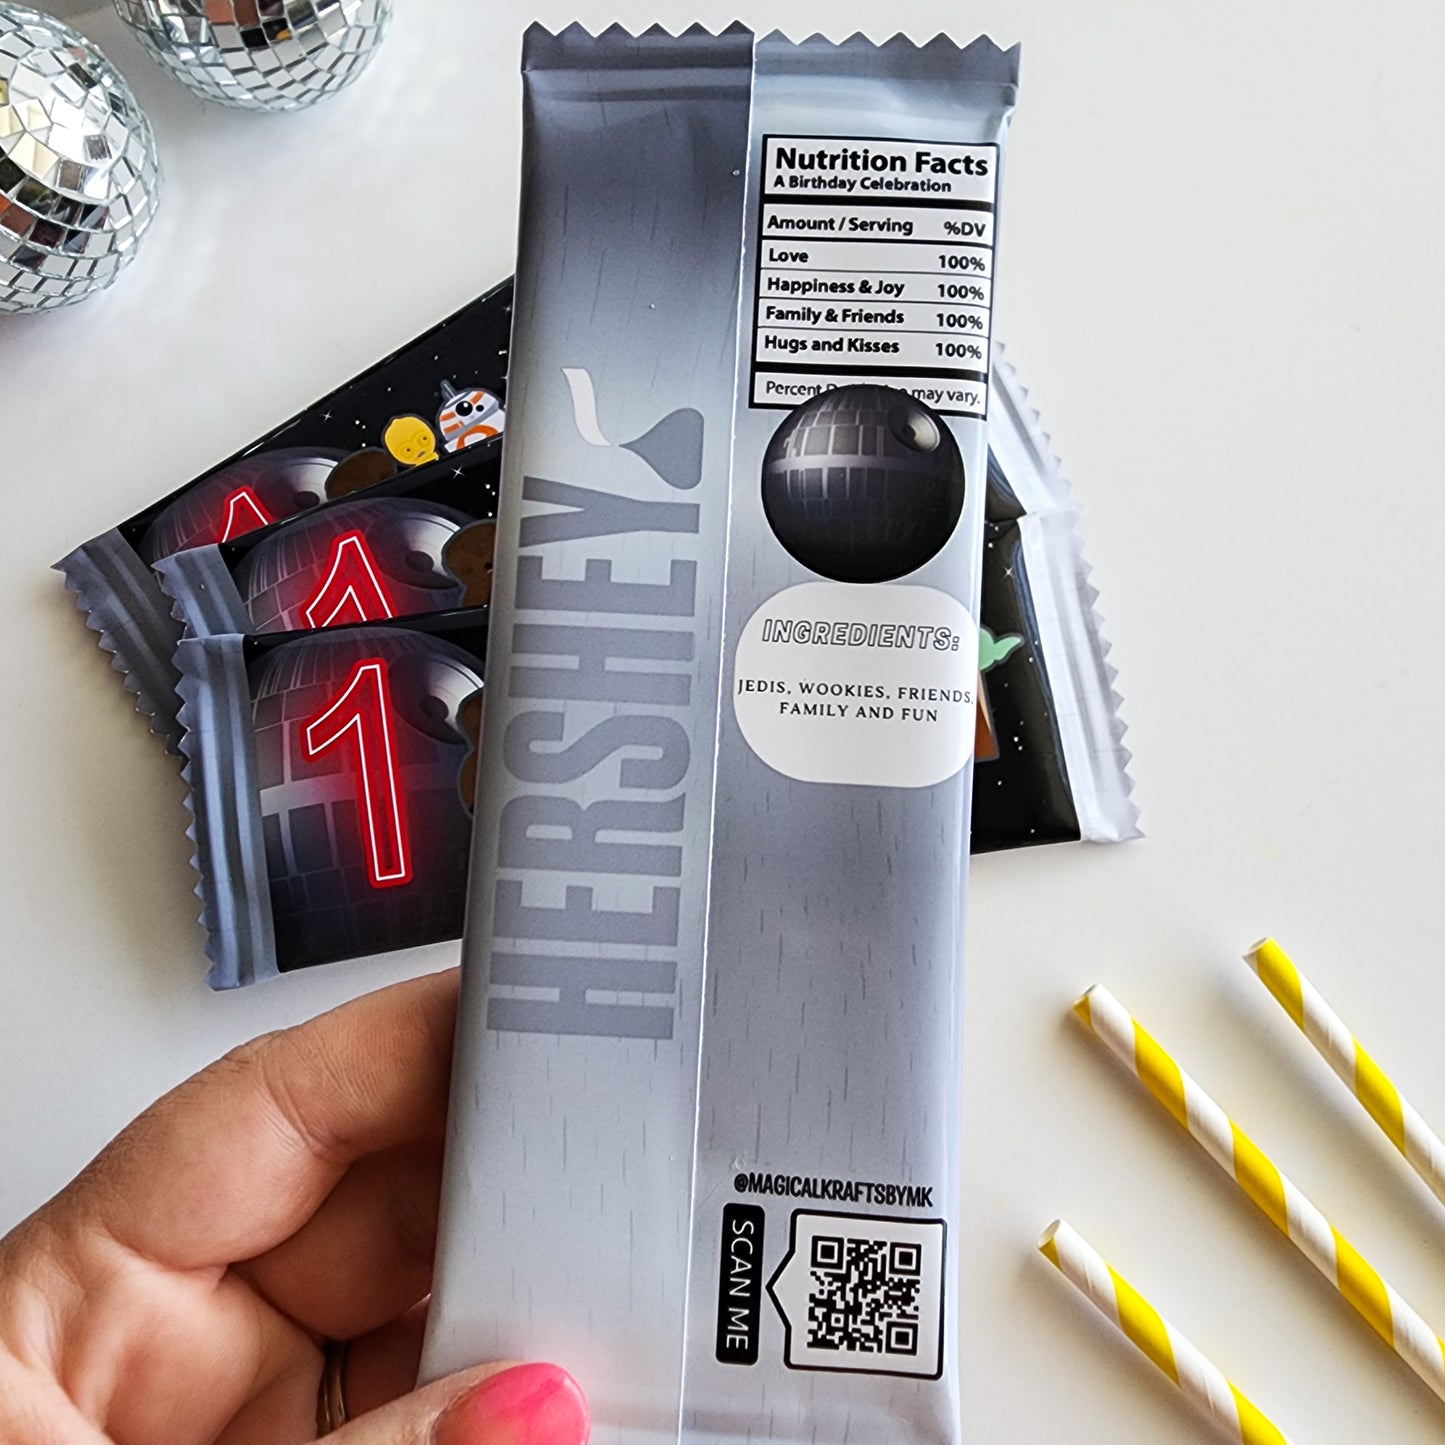 Nutrition Facts
A Birthday Celebration
Amount / Serving %DV
Love 100%
Happiness & Joy 100%
Family & Friends 100%
Hugs and Kisses 100%
Percent may vary.
HERSHEY
INGREDIENTS:
JEDIS, WOOKIES, FRIENDS,
FAMILY AND FUN
@MAGICALKRAFTSBYMK
SCAN ME
1
1
1